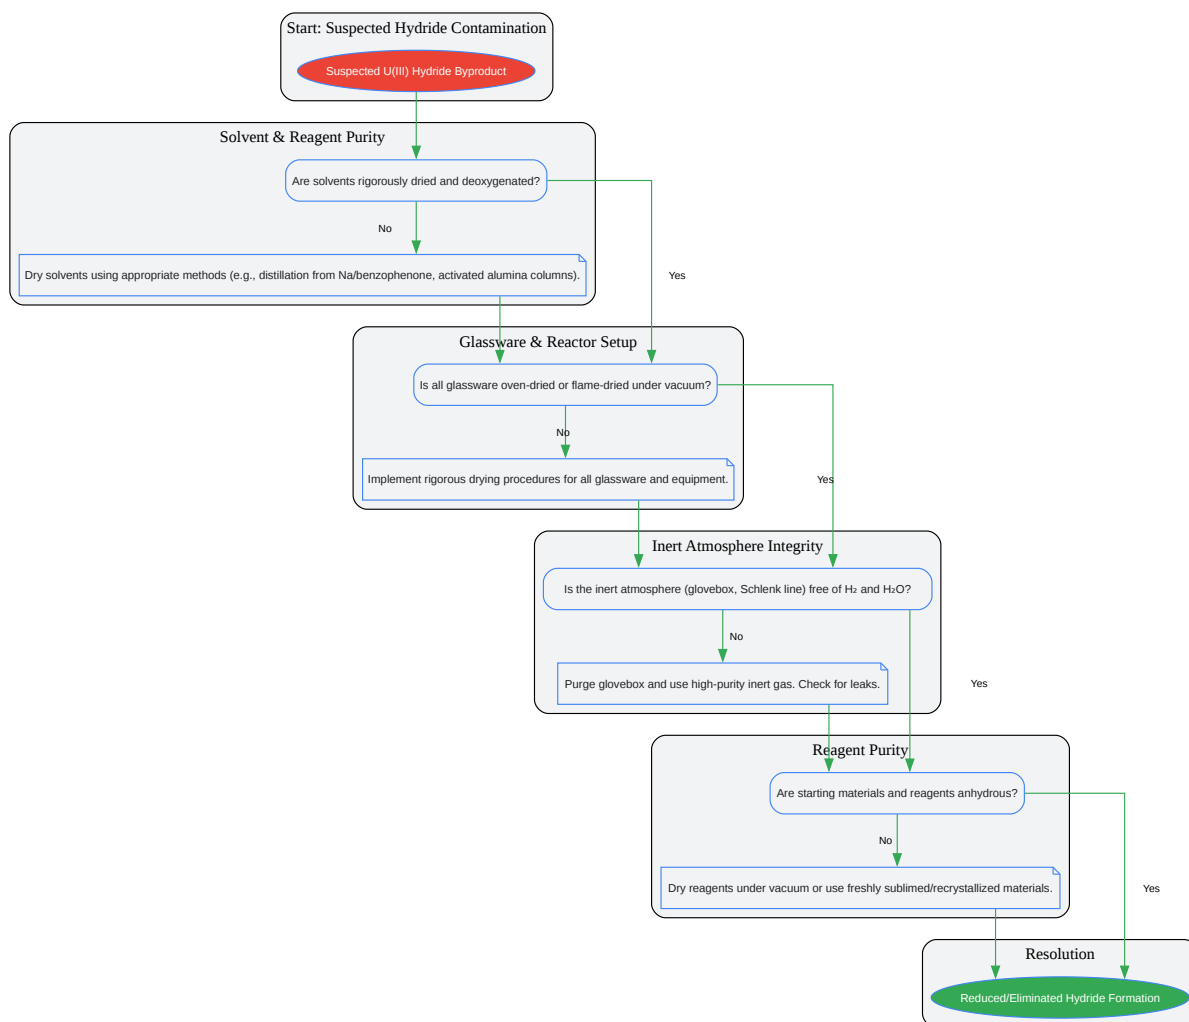 Start: Suspected Hydride Contamination
Suspected U(III) Hydride Byproduct
Solvent & Reagent Purity
Are solvents rigorously dried and deoxygenated?
No
Dry solvents using appropriate methods (e.g., distillation from Na/benzophenone, activated alumina columns).
Yes
Glassware & Reactor Setup
Is all glassware oven-dried or flame-dried under vacuum?
No
Implement rigorous drying procedures for all glassware and equipment.
Yes
Inert Atmosphere Integrity
Is the inert atmosphere (glovebox, Schlenk line) free of H₂ and H₂O?
No
Purge glovebox and use high-purity inert gas. Check for leaks.
Yes
Reagent Purity
Are starting materials and reagents anhydrous?
No
Dry reagents under vacuum or use freshly sublimed/recrystallized materials.
Yes
Resolution
Reduced/Eliminated Hydride Formation